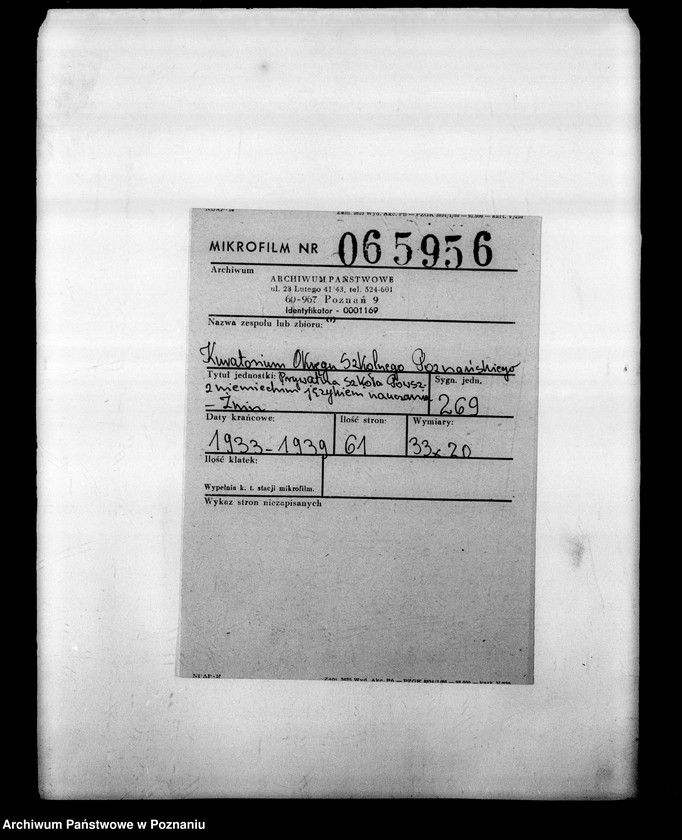 MIKROFILM NR 065956
Archiwum
ARCHIWUM PAŃSTWOWE
ul. 23 Lutego 41/43, tel. 524-601
60-967 Poznań 9
Identyfikator - 0001169
Nazwa zespołu lub zbioru:
Kuratorium Okręgu Szkolnego Poznańskiego
Tytuł jednostki: Prywatna Szkoła Powsz.
z niemieckim językiem nauczania
- Żnin
Sygn. jedn.
269
Daty krańcowe:
1933-1939
Ilość stron:
61
Wymiary:
33x20
Ilość klatek:
Wypełnia k. t. stacji mikrofilm.
Wykaz stron niezapisanych
Archiwum Państwowe w Poznaniu